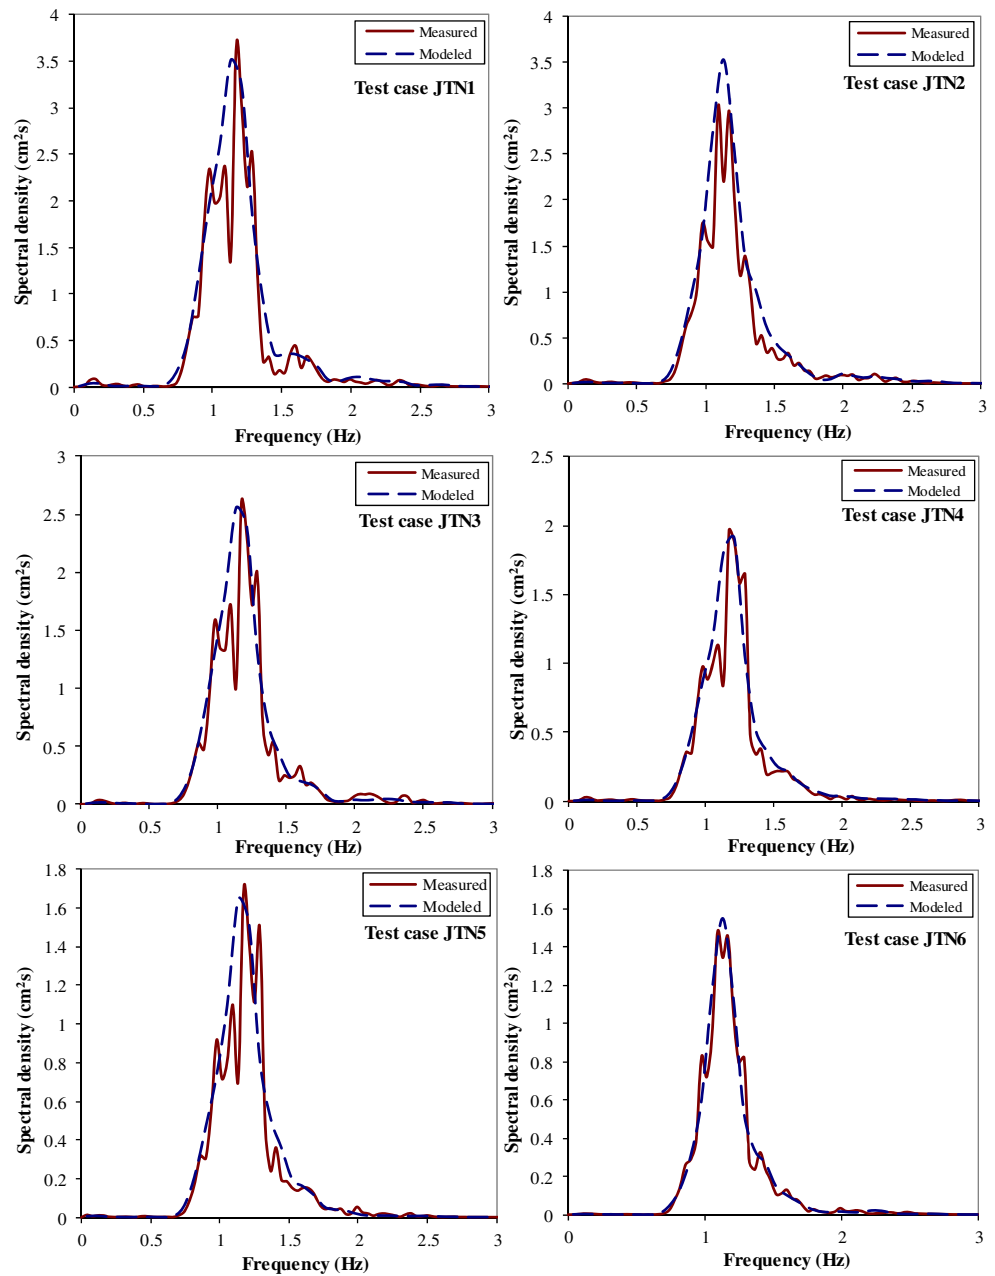 4
3.5
3
2.5
2
1.5
1
0.5
0
Spectral density (cm²s)
Measured
Modeled
Test case JTN1
0 0.5 1 1.5 2 2.5 3
Frequency (Hz)
4
3.5
3
2.5
2
1.5
1
0.5
0
Spectral density (cm²s)
Measured
Modeled
Test case JTN2
0 0.5 1 1.5 2 2.5 3
Frequency (Hz)
3
2.5
2
1.5
1
0.5
0
Spectral density (cm²s)
Measured
Modeled
Test case JTN3
0 0.5 1 1.5 2 2.5 3
Frequency (Hz)
2.5
2
1.5
1
0.5
0
Spectral density (cm²s)
Measured
Modeled
Test case JTN4
0 0.5 1 1.5 2 2.5 3
Frequency (Hz)
1.8
1.6
1.4
1.2
1
0.8
0.6
0.4
0.2
0
Spectral density (cm²s)
Measured
Modeled
Test case JTN5
0 0.5 1 1.5 2 2.5 3
Frequency (Hz)
1.8
1.6
1.4
1.2
1
0.8
0.6
0.4
0.2
0
Spectral density (cm²s)
Measured
Modeled
Test case JTN6
0 1 2 3
Frequency (Hz)